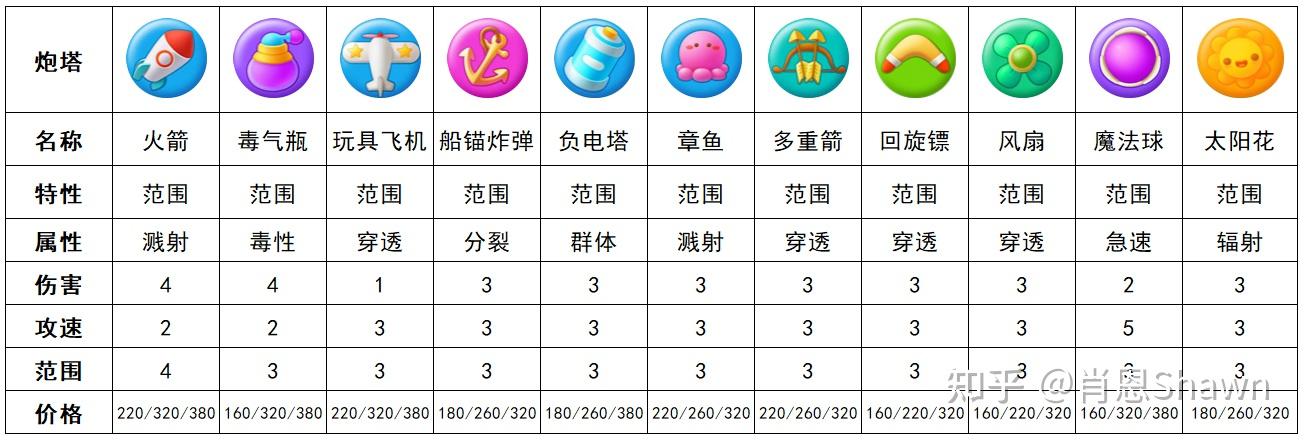 炮塔
名称 火箭 毒气瓶 玩具飞机 船锚炸弹 负电塔 章鱼 多重箭 回旋镖 风扇 魔法球 太阳花
特性 范围 范围 范围 范围 范围 范围 范围 范围 范围 范围 范围
属性 溅射 毒性 穿透 分裂 群体 溅射 穿透 穿透 穿透 急速 辐射
伤害 4 4 1 3 3 3 3 3 3 2 3
攻速 2 2 3 3 3 3 3 3 3 5 3
范围 4 3 3 3 3 3 3 3 3 3 3
价格 220/320/380 160/320/380 220/320/380 180/260/320 180/260/380 220/260/320 220/260/320 160/220/320 160/220/320 160/320/380 180/260/320
知乎 @肖恩Shawn